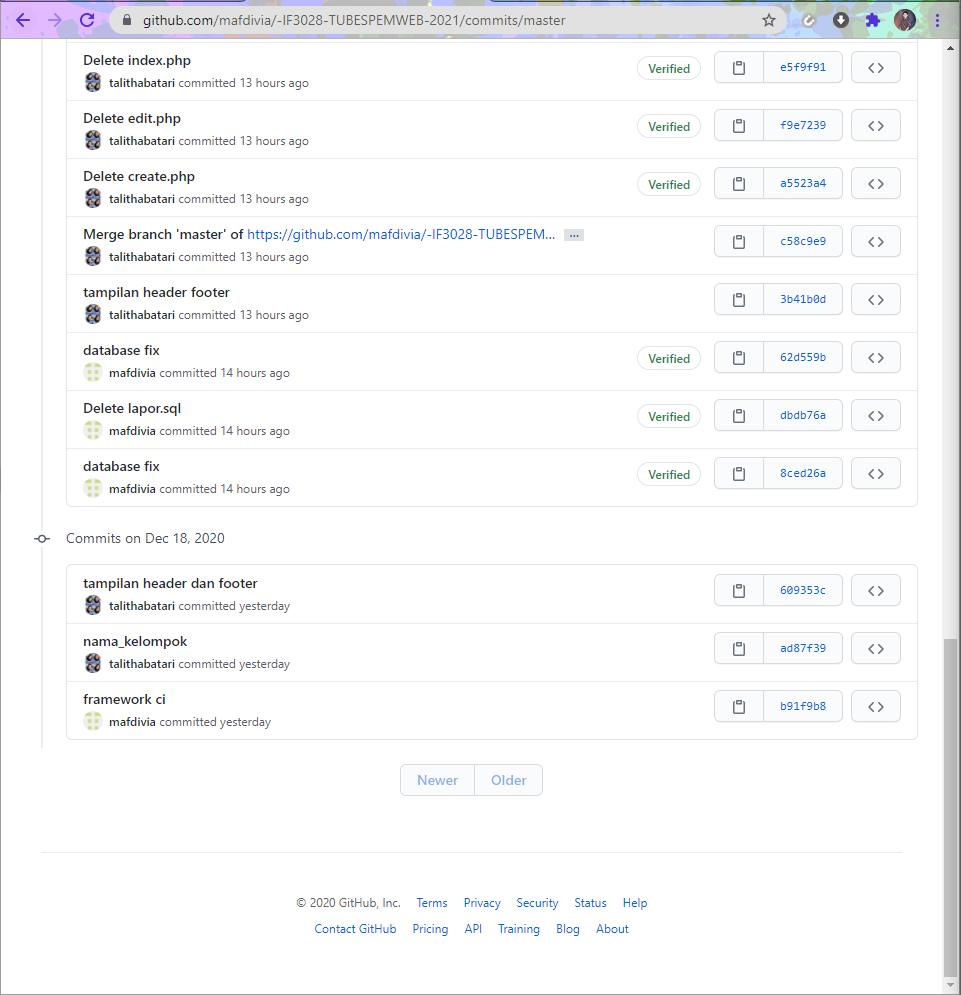 github.com/mafdivia/-IF3028-TUBESPEMWEB-2021/commits/master
Delete index.php
talithabatari committed 13 hours ago
Verified
e5f9f91
Delete edit.php
talithabatari committed 13 hours ago
Verified
f9e7239
Delete create.php
talithabatari committed 13 hours ago
Verified
a5523a4
Merge branch 'master' of https://github.com/mafdivia/-IF3028-TUBESPEM... …
talithabatari committed 13 hours ago
c58c9e9
tampilan header footer
talithabatari committed 13 hours ago
3b41b0d
database fix
mafdivia committed 14 hours ago
Verified
62d559b
Delete lapor.sql
mafdivia committed 14 hours ago
Verified
dbdb76a
database fix
mafdivia committed 14 hours ago
Verified
8ced26a
Commits on Dec 18, 2020
tampilan header dan footer
talithabatari committed yesterday
609353c
nama_kelompok
talithabatari committed yesterday
ad87f39
framework ci
mafdivia committed yesterday
b91f9b8
Newer Older
© 2020 GitHub, Inc. Terms Privacy Security Status Help
Contact GitHub Pricing API Training Blog About